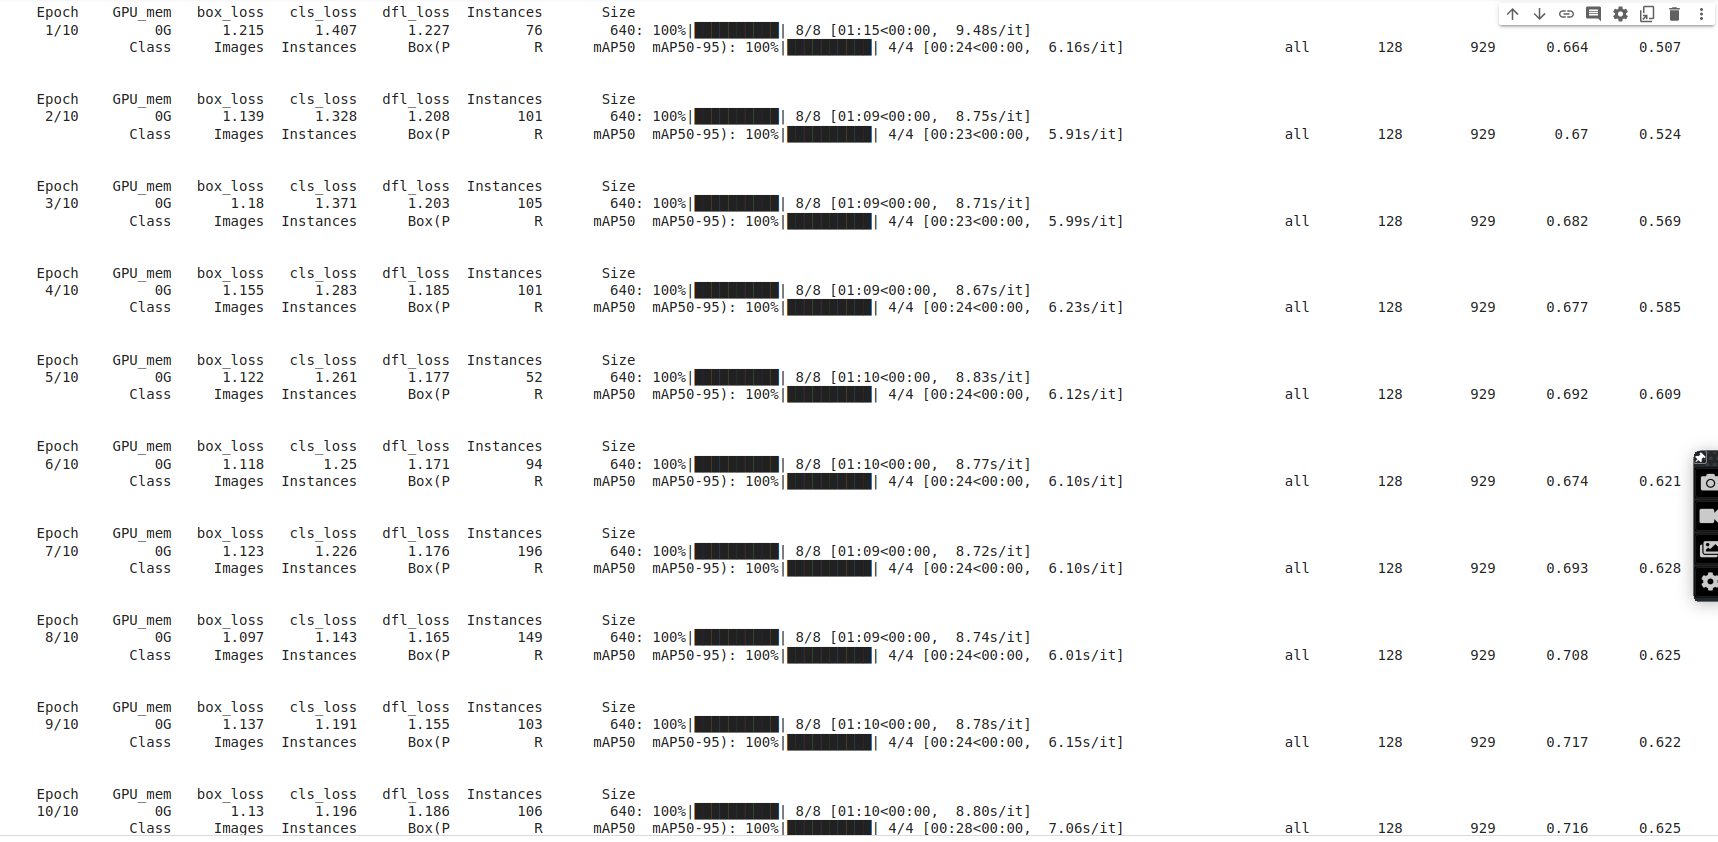 Epoch GPU_mem box_loss cls_loss dfl_loss Instances Size
1/10 0G 1.215 1.407 1.227 76 640: 100%|██████████| 8/8 [01:15<00:00, 9.48s/it]
Class Images Instances Box(P R mAP50 mAP50-95): 100%|██████████| 4/4 [00:24<00:00, 6.16s/it] all 128 929 0.664 0.507
Epoch GPU_mem box_loss cls_loss dfl_loss Instances Size
2/10 0G 1.139 1.328 1.208 101 640: 100%|██████████| 8/8 [01:09<00:00, 8.75s/it]
Class Images Instances Box(P R mAP50 mAP50-95): 100%|██████████| 4/4 [00:23<00:00, 5.91s/it] all 128 929 0.67 0.524
Epoch GPU_mem box_loss cls_loss dfl_loss Instances Size
3/10 0G 1.18 1.371 1.203 105 640: 100%|██████████| 8/8 [01:09<00:00, 8.71s/it]
Class Images Instances Box(P R mAP50 mAP50-95): 100%|██████████| 4/4 [00:23<00:00, 5.99s/it] all 128 929 0.682 0.569
Epoch GPU_mem box_loss cls_loss dfl_loss Instances Size
4/10 0G 1.155 1.283 1.185 101 640: 100%|██████████| 8/8 [01:09<00:00, 8.67s/it]
Class Images Instances Box(P R mAP50 mAP50-95): 100%|██████████| 4/4 [00:24<00:00, 6.23s/it] all 128 929 0.677 0.585
Epoch GPU_mem box_loss cls_loss dfl_loss Instances Size
5/10 0G 1.122 1.261 1.177 52 640: 100%|██████████| 8/8 [01:10<00:00, 8.83s/it]
Class Images Instances Box(P R mAP50 mAP50-95): 100%|██████████| 4/4 [00:24<00:00, 6.12s/it] all 128 929 0.692 0.609
Epoch GPU_mem box_loss cls_loss dfl_loss Instances Size
6/10 0G 1.118 1.25 1.171 94 640: 100%|██████████| 8/8 [01:10<00:00, 8.77s/it]
Class Images Instances Box(P R mAP50 mAP50-95): 100%|██████████| 4/4 [00:24<00:00, 6.10s/it] all 128 929 0.674 0.621
Epoch GPU_mem box_loss cls_loss dfl_loss Instances Size
7/10 0G 1.123 1.226 1.176 196 640: 100%|██████████| 8/8 [01:09<00:00, 8.72s/it]
Class Images Instances Box(P R mAP50 mAP50-95): 100%|██████████| 4/4 [00:24<00:00, 6.10s/it] all 128 929 0.693 0.628
Epoch GPU_mem box_loss cls_loss dfl_loss Instances Size
8/10 0G 1.097 1.143 1.165 149 640: 100%|██████████| 8/8 [01:09<00:00, 8.74s/it]
Class Images Instances Box(P R mAP50 mAP50-95): 100%|██████████| 4/4 [00:24<00:00, 6.01s/it] all 128 929 0.708 0.625
Epoch GPU_mem box_loss cls_loss dfl_loss Instances Size
9/10 0G 1.137 1.191 1.155 103 640: 100%|██████████| 8/8 [01:10<00:00, 8.78s/it]
Class Images Instances Box(P R mAP50 mAP50-95): 100%|██████████| 4/4 [00:24<00:00, 6.15s/it] all 128 929 0.717 0.622
Epoch GPU_mem box_loss cls_loss dfl_loss Instances Size
10/10 0G 1.13 1.196 1.186 106 640: 100%|██████████| 8/8 [01:10<00:00, 8.80s/it]
Class Images Instances Box(P R mAP50 mAP50-95): 100%|██████████| 4/4 [00:28<00:00, 7.06s/it] all 128 929 0.716 0.625